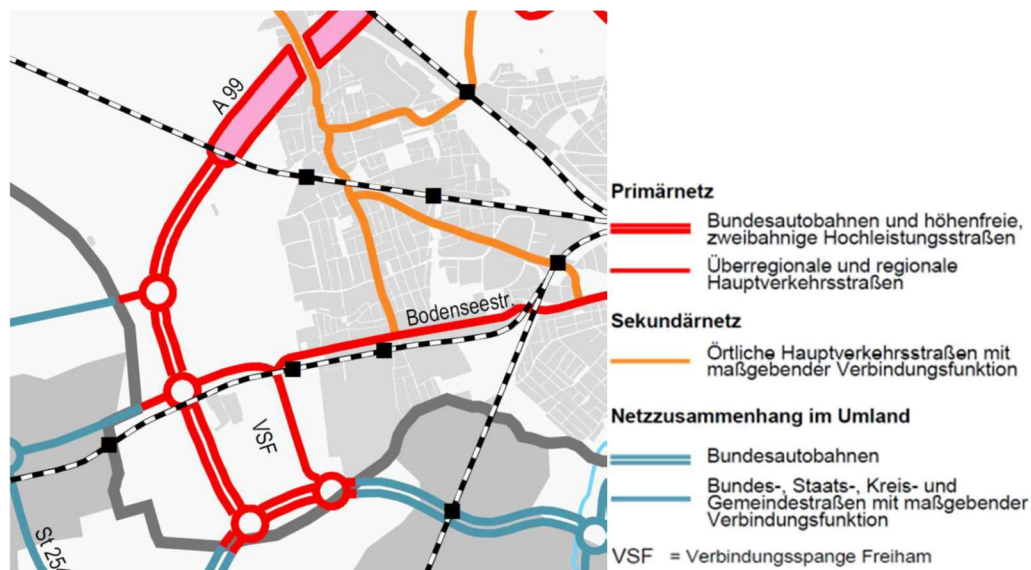 A 99
Bodenseestr.
VSF
St 254
Primärnetz
Bundesautobahnen und höhenfreie,
zweibahnige Hochleistungsstraßen
Überregionale und regionale
Hauptverkehrsstraßen
Sekundärnetz
Örtliche Hauptverkehrsstraßen mit
maßgebender Verbindungsfunktion
Netzzusammenhang im Umland
Bundesautobahnen
Bundes-, Staats-, Kreis- und
Gemeindestraßen mit maßgebender
Verbindungsfunktion
VSF = Verbindungsspange Freiham